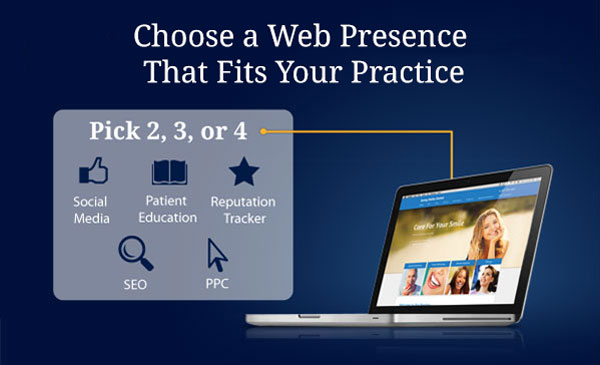 Choose a Web Presence
That Fits Your Practice
Pick 2, 3, or 4
Social
Media
Patient
Education
Reputation
Tracker
SEO
PPC
Care For Your Smile